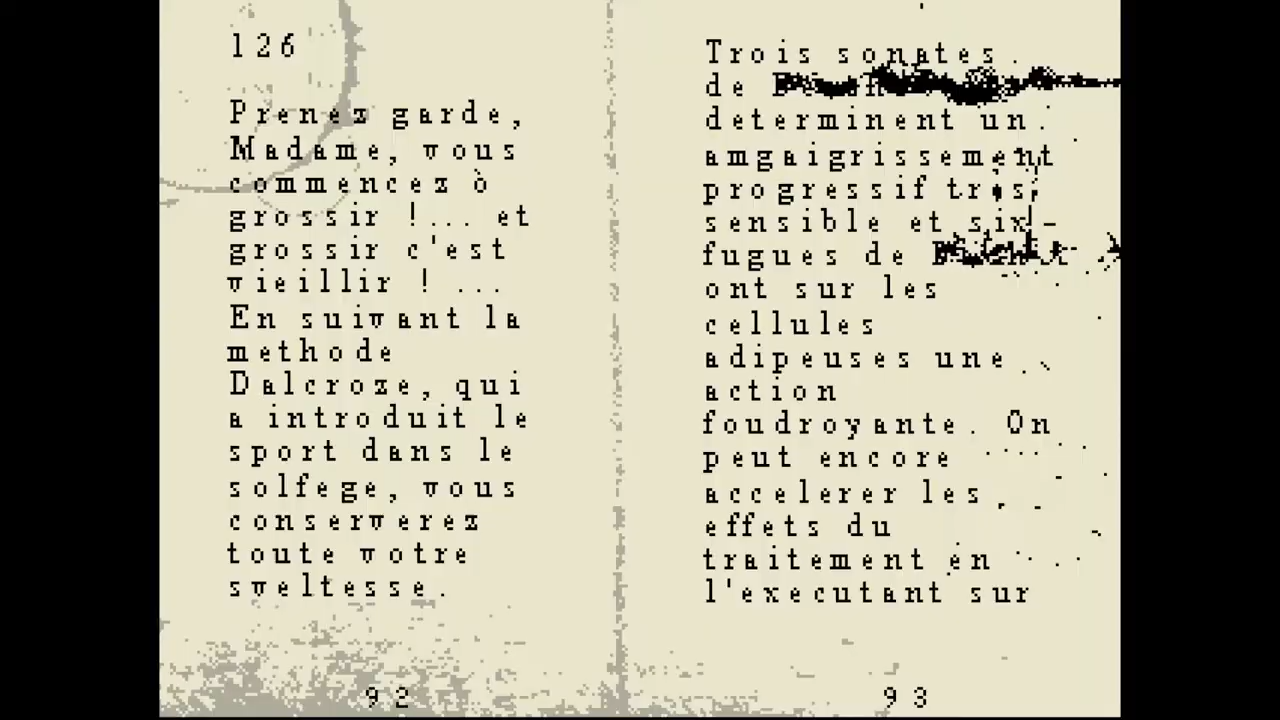 126
Prenez garde,
Madame, vous
commencez ò
grossir !... et
grossir c'est
vieillir ! ...
En suivant la
methode
Dalcroze, qui
a introduit le
sport dans le
solfege, vous
conserverez
toute votre
sveltesse.
92
Trois sonates
de
determinent un
amgaigrissement
progressif tres
sensible et six
fugues de
ont sur les
cellules
adipeuses une
action
foudroyante. On
peut encore
accelerer les
effets du
traitement en
l'executant sur
93